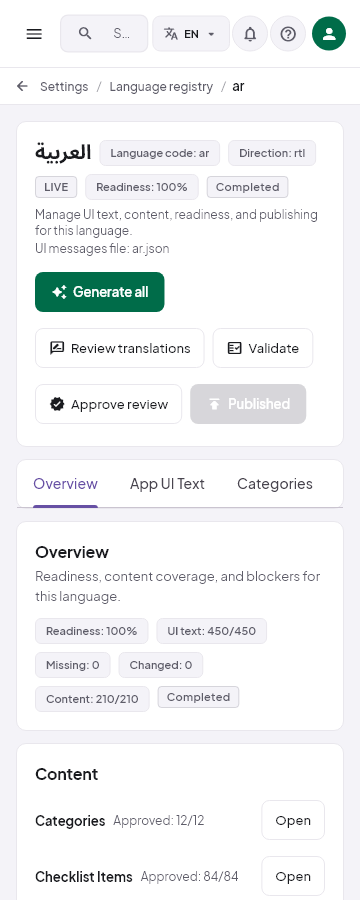 S... EN
Settings / Language registry / ar
العربية Language code: ar Direction: rtl
LIVE Readiness: 100% Completed
Manage UI text, content, readiness, and publishing
for this language.
UI messages file: ar.json
Generate all
Review translations Validate
Approve review Published
Overview App UI Text Categories
Overview
Readiness, content coverage, and blockers for
this language.
Readiness: 100% UI text: 450/450
Missing: 0 Changed: 0
Content: 210/210 Completed
Content
Categories Approved: 12/12 Open
Checklist Items Approved: 84/84 Open